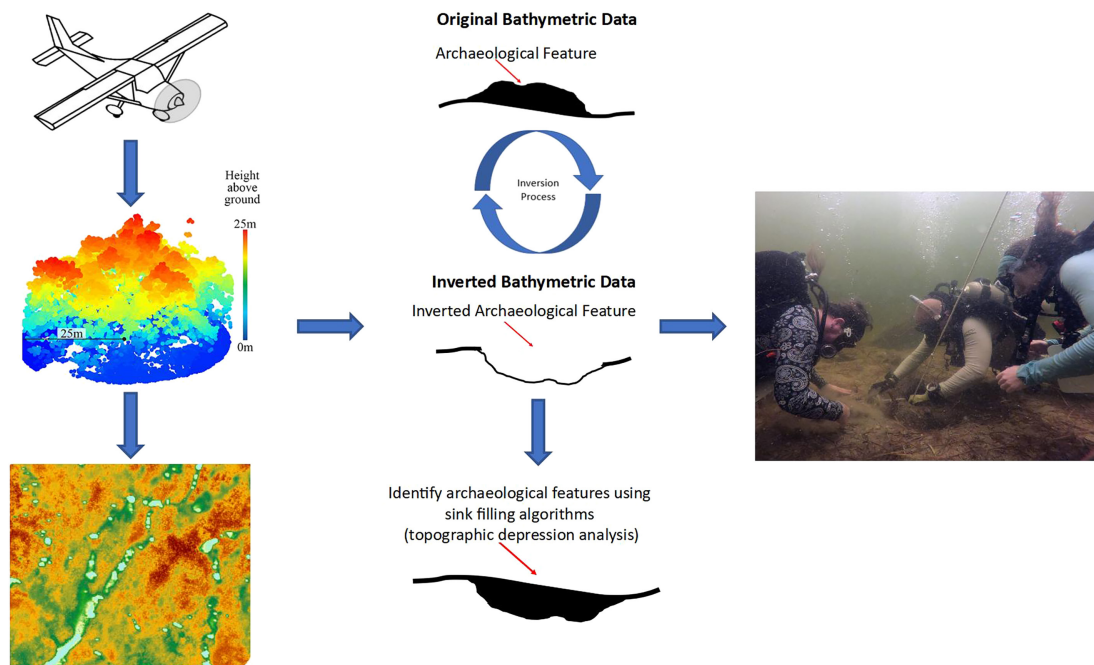 Height
above
ground
25m
25m
0m
Original Bathymetric Data
Archaeological Feature
Inversion
Process
Inverted Bathymetric Data
Inverted Archaeological Feature
Identify archaeological features using
sink filling algorithms
(topographic depression analysis)